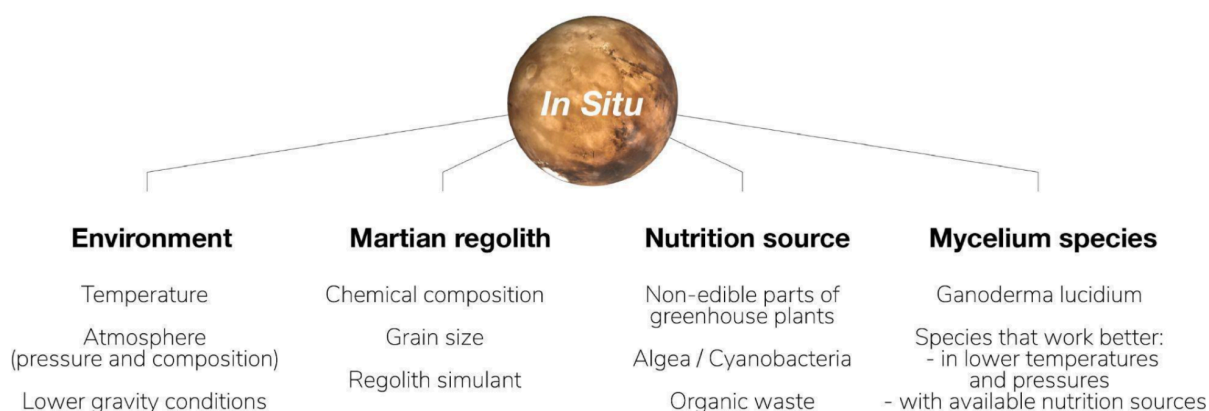 In Situ
Environment
Temperature
Atmosphere
(pressure and composition)
Lower gravity conditions
Martian regolith
Chemical composition
Grain size
Regolith simulant
Nutrition source
Non-edible parts of
greenhouse plants
Algea / Cyanobacteria
Organic waste
Mycelium species
Ganoderma lucidium
Species that work better:
- in lower temperatures
and pressures
- with available nutrition sources